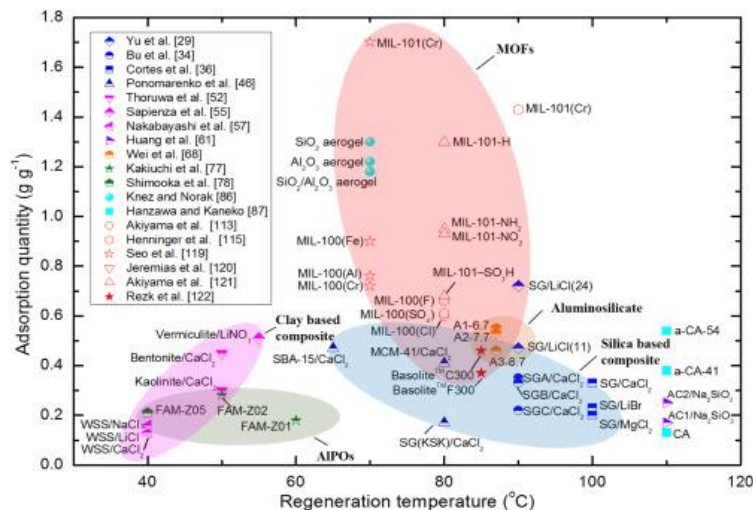 1.8
1.6
1.4
1.2
1.0
0.8
0.6
0.4
0.2
0.0
Adsorption quantity (g g⁻¹)
Yu et al. [29]
Bu et al. [34]
Cortes et al. [36]
Ponomarenko et al. [46]
Thoruwa et al. [52]
Sapienza et al. [55]
Nakabayashi et al. [57]
Huang et al. [61]
Wei et al. [68]
Kakiuchi et al. [77]
Shimooka et al. [78]
Knez and Norak [86]
Hanzawa and Kaneko [87]
Akiyama et al. [113]
Henninger et al. [115]
Seo et al. [119]
Jeremias et al. [120]
Akiyama et al. [121]
Rezk et al. [122]
MIL-101(Cr)
MOFs
MIL-101(Cr)
SiO₂ aerogel
MIL-101-H
Al₂O₃ aerogel
SiO₂/Al₂O₃ aerogel
MIL-101-NH₂
MIL-101-NO₂
MIL-100(Fe)
MIL-100(Al)
MIL-100(Cr)
MIL-101–SO₃H
MIL-100(F)
MIL-100(SO₄)
MIL-100(Cl)
SG/LiCl(24)
Aluminosilicate
A1-6.7
A2-7.7
A3-8.7
SG/LiCl(11)
Silica based
composite
Clay based
composite
Vermiculite/LiNO₃
Bentonite/CaCl₂
Kaolinite/CaCl₂
SBA-15/CaCl₂
MCM-41/CaCl₂
Basolite™C300
Basolite™F300
SGA/CaCl₂
SGB/CaCl₂
SGC/CaCl₂
SG/CaCl₂
SG/LiBr
SG/MgCl₂
SG(KSK)/CaCl₂
a-CA-54
a-CA-41
AC2/Na₂SiO₃
AC1/Na₂SiO₃
CA
FAM-Z05
FAM-Z02
FAM-Z01
WSS/NaCl
WSS/LiCl
WSS/CaCl₂
AlPOs
40
50
60
70
80
90
100
110
120
Regeneration temperature (°C)